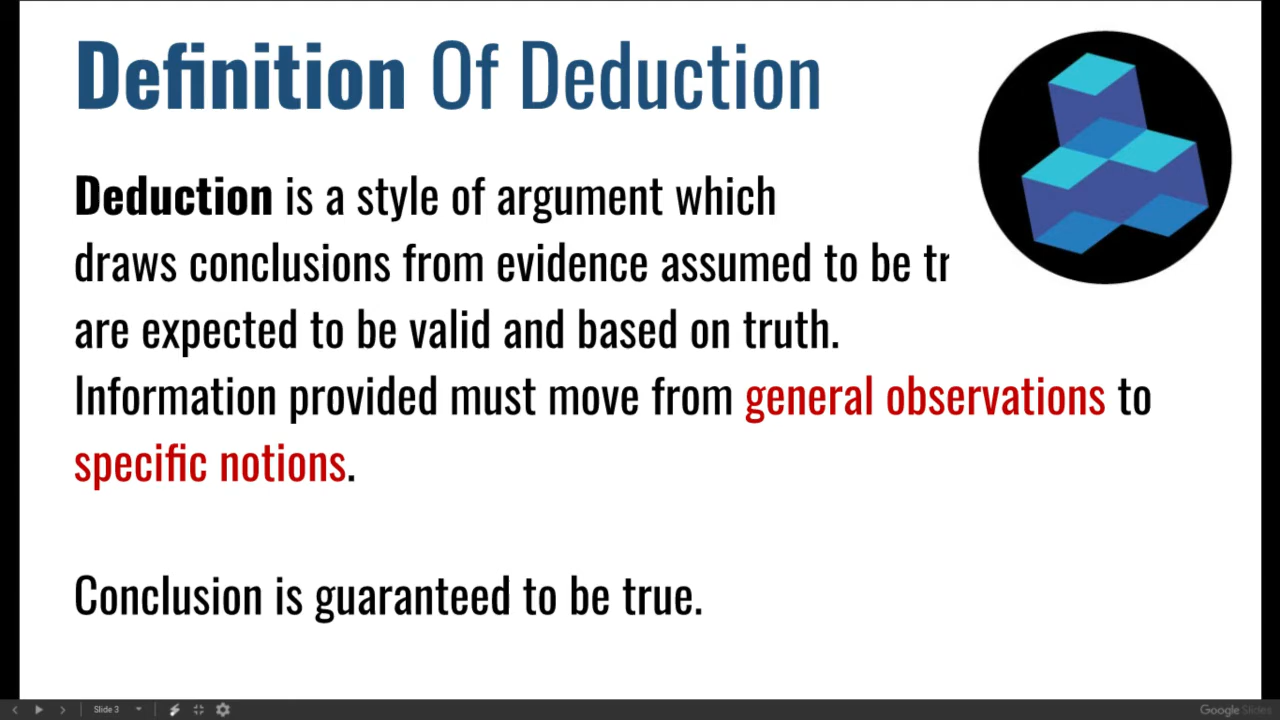 Definition Of Deduction
Deduction is a style of argument which
draws conclusions from evidence assumed to be
are expected to be valid and based on truth.
Information provided must move from general observations to
specific notions.
Conclusion is guaranteed to be true.
Slide 3
Google Slides